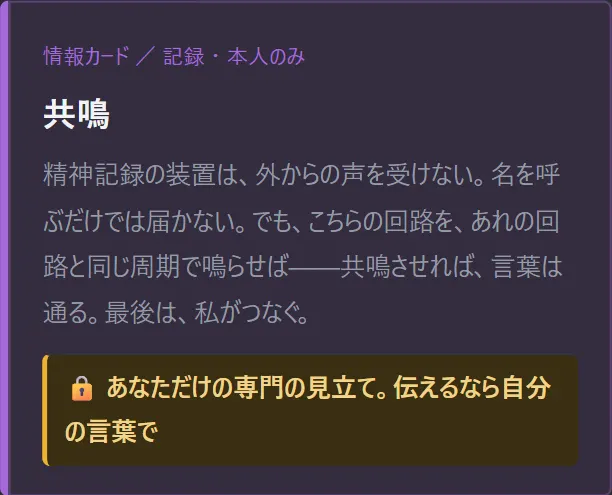 情報カード ／ 記録・本人のみ
共鳴
精神記録の装置は、外からの声を受けない。名を呼
ぶだけでは届かない。でも、こちらの回路を、あれの回
路と同じ周期で鳴らせば——共鳴させれば、言葉は
通る。最後は、私がつなぐ。
🔒 あなただけの専門の見立て。伝えるなら自分
の言葉で